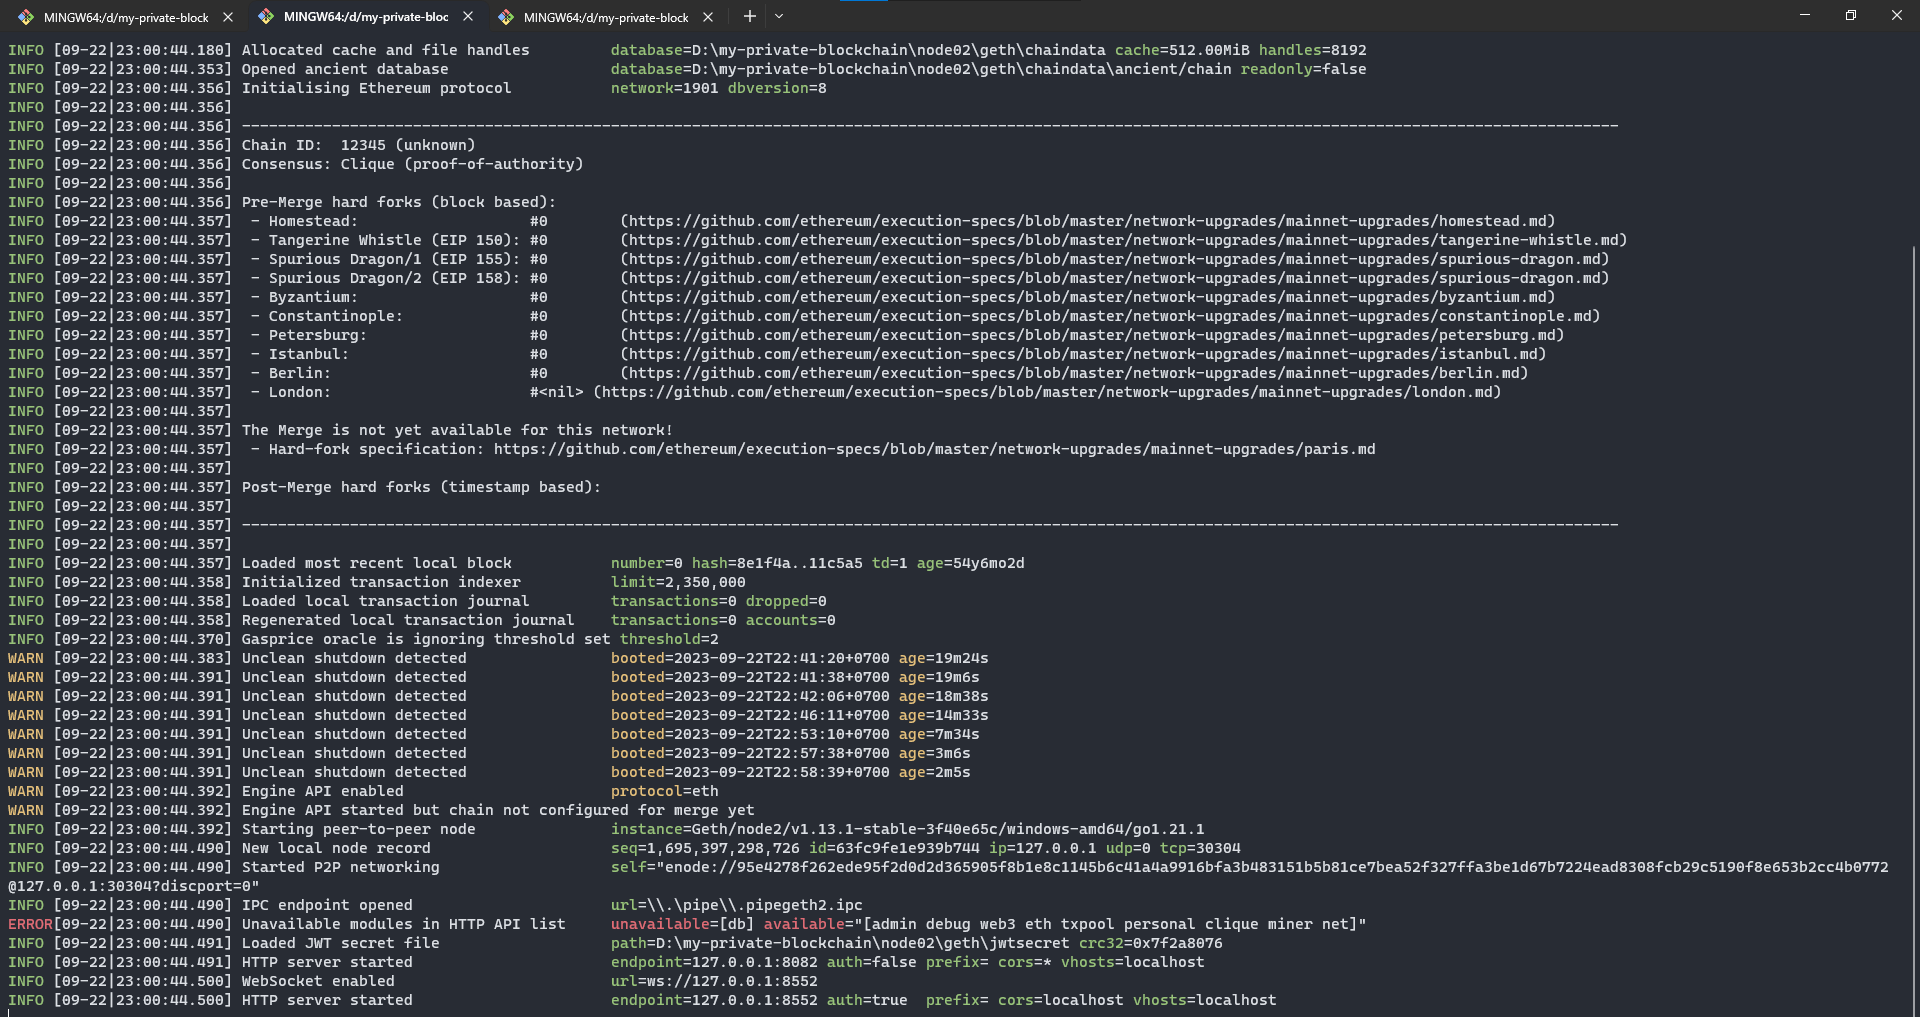 MINGW64:/d/my-private-bloc MINGW64:/d/my-private-bloc MINGW64:/d/my-private-block
INFO [09-22|23:00:44.180] Allocated cache and file handles database=D:\my-private-blockchain\node02\geth\chaindata cache=512.00MiB handles=8192
INFO [09-22|23:00:44.353] Opened ancient database database=D:\my-private-blockchain\node02\geth\chaindata\ancient/chain readonly=false
INFO [09-22|23:00:44.356] Initialising Ethereum protocol network=1901 dbversion=8
INFO [09-22|23:00:44.356]
INFO [09-22|23:00:44.356] ---------------------------------------------------------------------------------------------------------------------------------------------------------
INFO [09-22|23:00:44.356] Chain ID:  12345 (unknown)
INFO [09-22|23:00:44.356] Consensus: Clique (proof-of-authority)
INFO [09-22|23:00:44.356]
INFO [09-22|23:00:44.356] Pre-Merge hard forks (block based):
INFO [09-22|23:00:44.357]  - Homestead: #0 (https://github.com/ethereum/execution-specs/blob/master/network-upgrades/mainnet-upgrades/homestead.md)
INFO [09-22|23:00:44.357]  - Tangerine Whistle (EIP 150): #0 (https://github.com/ethereum/execution-specs/blob/master/network-upgrades/mainnet-upgrades/tangerine-whistle.md)
INFO [09-22|23:00:44.357]  - Spurious Dragon/1 (EIP 155): #0 (https://github.com/ethereum/execution-specs/blob/master/network-upgrades/mainnet-upgrades/spurious-dragon.md)
INFO [09-22|23:00:44.357]  - Spurious Dragon/2 (EIP 158): #0 (https://github.com/ethereum/execution-specs/blob/master/network-upgrades/mainnet-upgrades/spurious-dragon.md)
INFO [09-22|23:00:44.357]  - Byzantium: #0 (https://github.com/ethereum/execution-specs/blob/master/network-upgrades/mainnet-upgrades/byzantium.md)
INFO [09-22|23:00:44.357]  - Constantinople: #0 (https://github.com/ethereum/execution-specs/blob/master/network-upgrades/mainnet-upgrades/constantinople.md)
INFO [09-22|23:00:44.357]  - Petersburg: #0 (https://github.com/ethereum/execution-specs/blob/master/network-upgrades/mainnet-upgrades/petersburg.md)
INFO [09-22|23:00:44.357]  - Istanbul: #0 (https://github.com/ethereum/execution-specs/blob/master/network-upgrades/mainnet-upgrades/istanbul.md)
INFO [09-22|23:00:44.357]  - Berlin: #0 (https://github.com/ethereum/execution-specs/blob/master/network-upgrades/mainnet-upgrades/berlin.md)
INFO [09-22|23:00:44.357]  - London: #<nil> (https://github.com/ethereum/execution-specs/blob/master/network-upgrades/mainnet-upgrades/london.md)
INFO [09-22|23:00:44.357]
INFO [09-22|23:00:44.357] The Merge is not yet available for this network!
INFO [09-22|23:00:44.357]  - Hard-fork specification: https://github.com/ethereum/execution-specs/blob/master/network-upgrades/mainnet-upgrades/paris.md
INFO [09-22|23:00:44.357]
INFO [09-22|23:00:44.357] Post-Merge hard forks (timestamp based):
INFO [09-22|23:00:44.357]
INFO [09-22|23:00:44.357] ---------------------------------------------------------------------------------------------------------------------------------------------------------
INFO [09-22|23:00:44.357]
INFO [09-22|23:00:44.357] Loaded most recent local block number=0 hash=8e1f4a..11c5a5 td=1 age=54y6mo2d
INFO [09-22|23:00:44.358] Initialized transaction indexer limit=2,350,000
INFO [09-22|23:00:44.358] Loaded local transaction journal transactions=0 dropped=0
INFO [09-22|23:00:44.358] Regenerated local transaction journal transactions=0 accounts=0
INFO [09-22|23:00:44.370] Gasprice oracle is ignoring threshold set threshold=2
WARN [09-22|23:00:44.383] Unclean shutdown detected booted=2023-09-22T22:41:20+0700 age=19m24s
WARN [09-22|23:00:44.391] Unclean shutdown detected booted=2023-09-22T22:41:38+0700 age=19m6s
WARN [09-22|23:00:44.391] Unclean shutdown detected booted=2023-09-22T22:42:06+0700 age=18m38s
WARN [09-22|23:00:44.391] Unclean shutdown detected booted=2023-09-22T22:46:11+0700 age=14m33s
WARN [09-22|23:00:44.391] Unclean shutdown detected booted=2023-09-22T22:53:10+0700 age=7m34s
WARN [09-22|23:00:44.391] Unclean shutdown detected booted=2023-09-22T22:57:38+0700 age=3m6s
WARN [09-22|23:00:44.391] Unclean shutdown detected booted=2023-09-22T22:58:39+0700 age=2m5s
WARN [09-22|23:00:44.392] Engine API enabled protocol=eth
WARN [09-22|23:00:44.392] Engine API started but chain not configured for merge yet
INFO [09-22|23:00:44.392] Starting peer-to-peer node instance=Geth/node2/v1.13.1-stable-3f40e65c/windows-amd64/go1.21.1
INFO [09-22|23:00:44.490] New local node record seq=1,695,397,298,726 id=63fc9fe1e939b744 ip=127.0.0.1 udp=0 tcp=30304
INFO [09-22|23:00:44.490] Started P2P networking self="enode://95e4278f262ede95f2d0d2d365905f8b1e8c1145b6c41a4a9916bfa3b483151b5b81ce7bea52f327ffa3be1d67b7224ead8308fcb29c5190f8e653b2cc4b0772
@127.0.0.1:30304?discport=0"
INFO [09-22|23:00:44.490] IPC endpoint opened url=\\.\pipe\\.pipegeth2.ipc
ERROR[09-22|23:00:44.490] Unavailable modules in HTTP API list unavailable=[db] available="[admin debug web3 eth txpool personal clique miner net]"
INFO [09-22|23:00:44.491] Loaded JWT secret file path=D:\my-private-blockchain\node02\geth\jwtsecret crc32=0x7f2a8076
INFO [09-22|23:00:44.491] HTTP server started endpoint=127.0.0.1:8082 auth=false prefix= cors=* vhosts=localhost
INFO [09-22|23:00:44.500] WebSocket enabled url=ws://127.0.0.1:8552
INFO [09-22|23:00:44.500] HTTP server started endpoint=127.0.0.1:8552 auth=true  prefix= cors=localhost vhosts=localhost